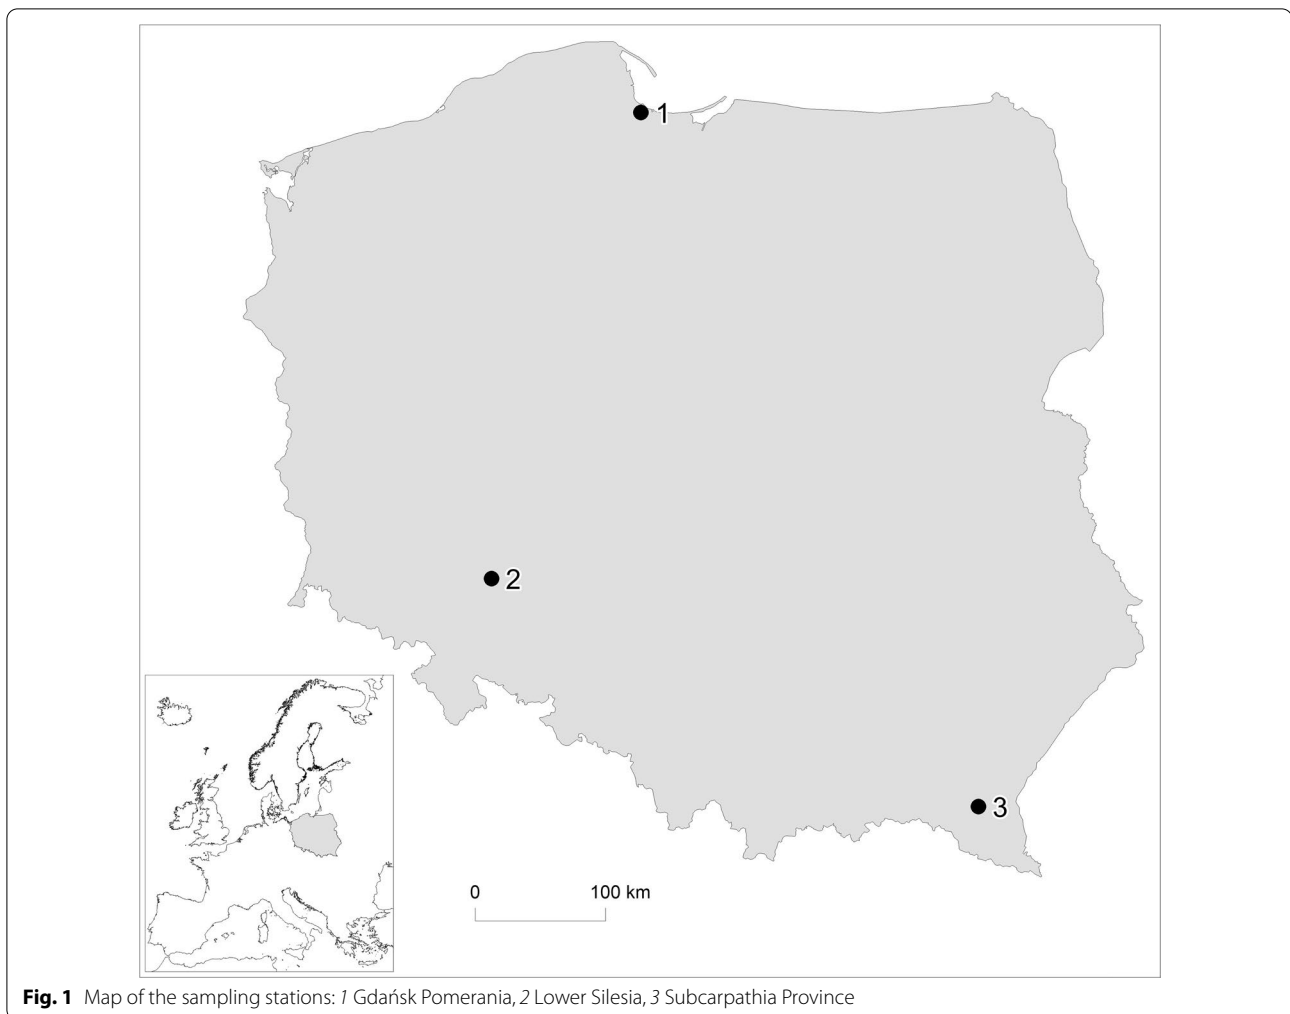 1
2
3
0 100 km
Fig. 1 Map of the sampling stations: 1 Gdańsk Pomerania, 2 Lower Silesia, 3 Subcarpathia Province